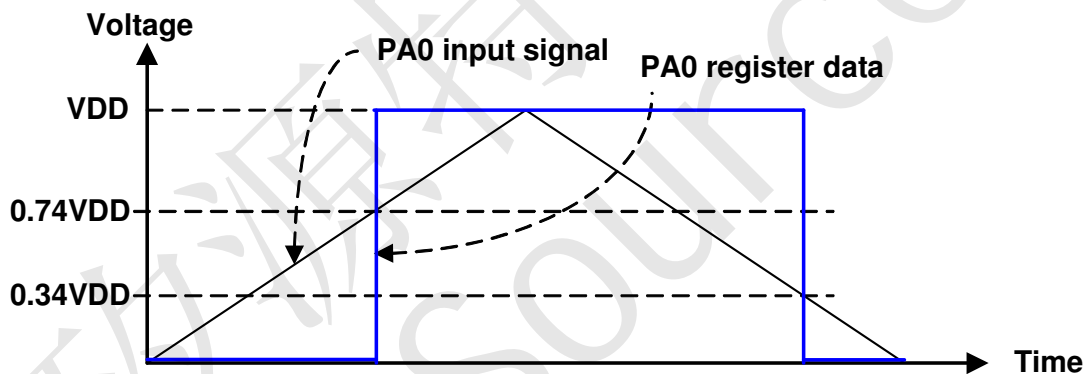 Voltage
PA0 input signal
PA0 register data
VDD
0.74VDD
0.34VDD
Time